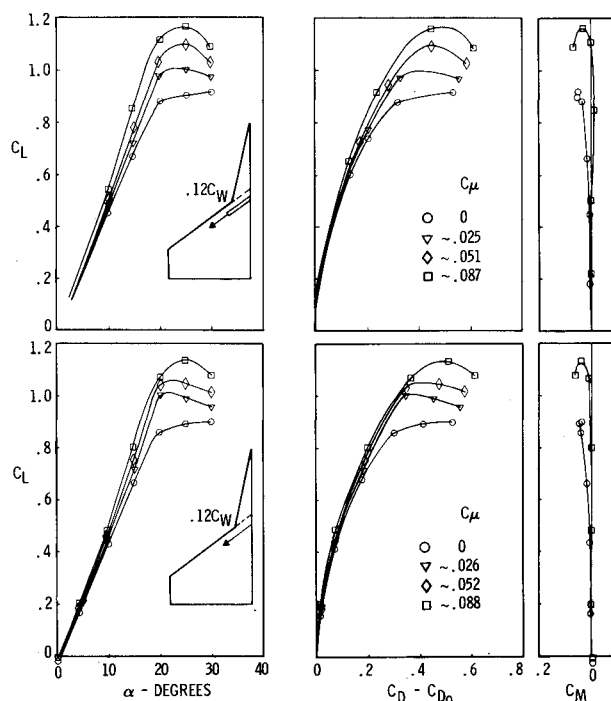 1.2
1.0
.8
C_L
.6
.4
.2
0
.12C_W
C_μ
0
~.025
~.051
~.087
1.2
1.0
.8
C_L
.6
.4
.2
0
.12C_W
C_μ
0
~.026
~.052
~.088
0 10 20 30 40
α - DEGREES
0 .2 .4 .6 .8
C_D - C_D₀
.2 0
C_M